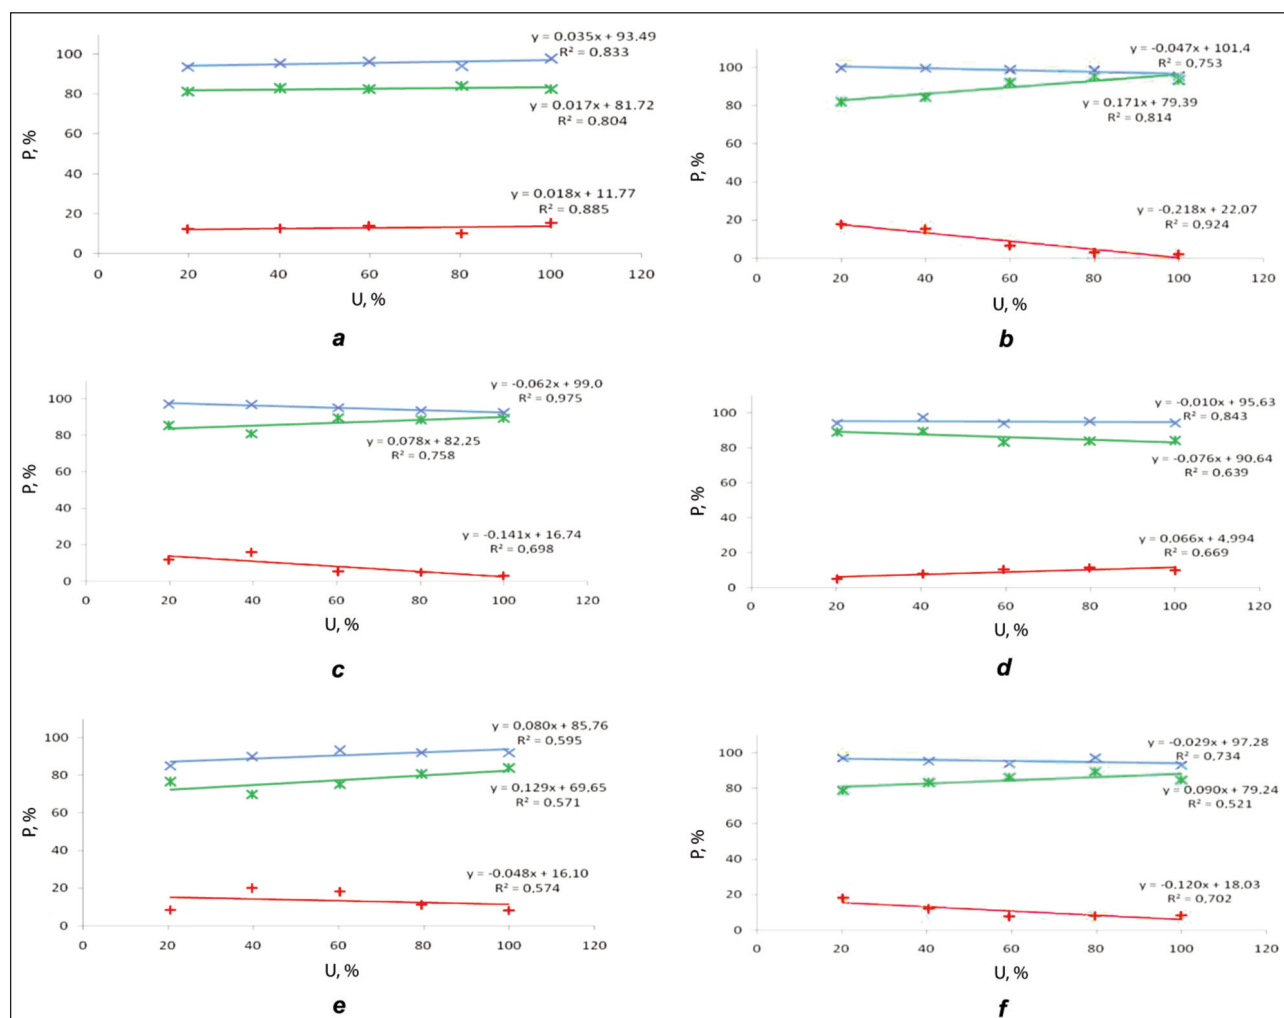 y = 0,035x + 93,49
R² = 0,833
y = 0,017x + 81,72
R² = 0,804
y = 0,018x + 11,77
R² = 0,885
P, %
100
80
60
40
20
0
0 20 40 60 80 100 120
U, %
a
y = -0,047x + 101,4
R² = 0,753
y = 0,171x + 79,39
R² = 0,814
y = -0,218x + 22,07
R² = 0,924
P, %
100
80
60
40
20
0
0 20 40 60 80 100 120
U, %
b
y = -0,062x + 99,0
R² = 0,975
y = 0,078x + 82,25
R² = 0,758
y = -0,141x + 16,74
R² = 0,698
P, %
100
80
60
40
20
0
0 20 40 60 80 100 120
U, %
c
y = -0,010x + 95,63
R² = 0,843
y = -0,076x + 90,64
R² = 0,639
y = 0,066x + 4,994
R² = 0,669
P, %
100
80
60
40
20
0
0 20 40 60 80 100 120
U, %
d
y = 0,080x + 85,76
R² = 0,595
y = 0,129x + 69,65
R² = 0,571
y = -0,048x + 16,10
R² = 0,574
P, %
100
80
60
40
20
0
0 20 40 60 80 100 120
U, %
e
y = -0,029x + 97,28
R² = 0,734
y = 0,090x + 79,24
R² = 0,521
y = -0,120x + 18,03
R² = 0,702
P, %
100
80
60
40
20
0
0 20 40 60 80 100 120
U, %
f